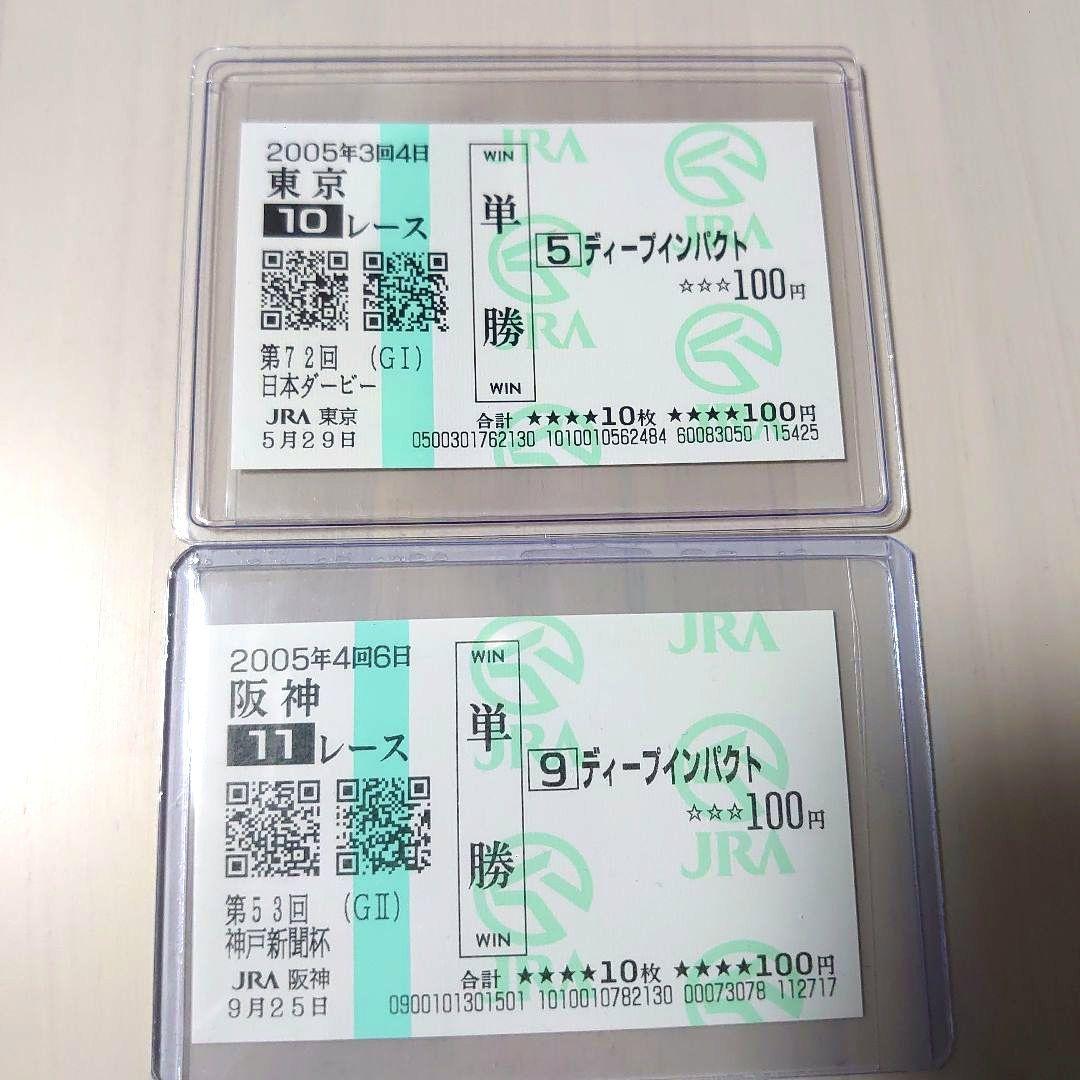 2005年3回4日
東京
10レース
第72回 (GⅠ)
日本ダービー
JRA 東京
5月29日
WIN
単勝
WIN
5ディープインパクト
☆☆☆100円
合計 ★★★★10枚 ★★★★100円
0500301762130 1010010562484 60083050 115425
JRA
JRA
JRA
2005年4回6日
阪神
11レース
第53回 (GⅡ)
神戸新聞杯
JRA 阪神
9月25日
WIN
単勝
WIN
9ディープインパクト
☆☆☆100円
合計 ★★★★10枚 ★★★★100円
0900101301501 1010010782130 00073078 112717
JRA
JRA
JRA
JRA